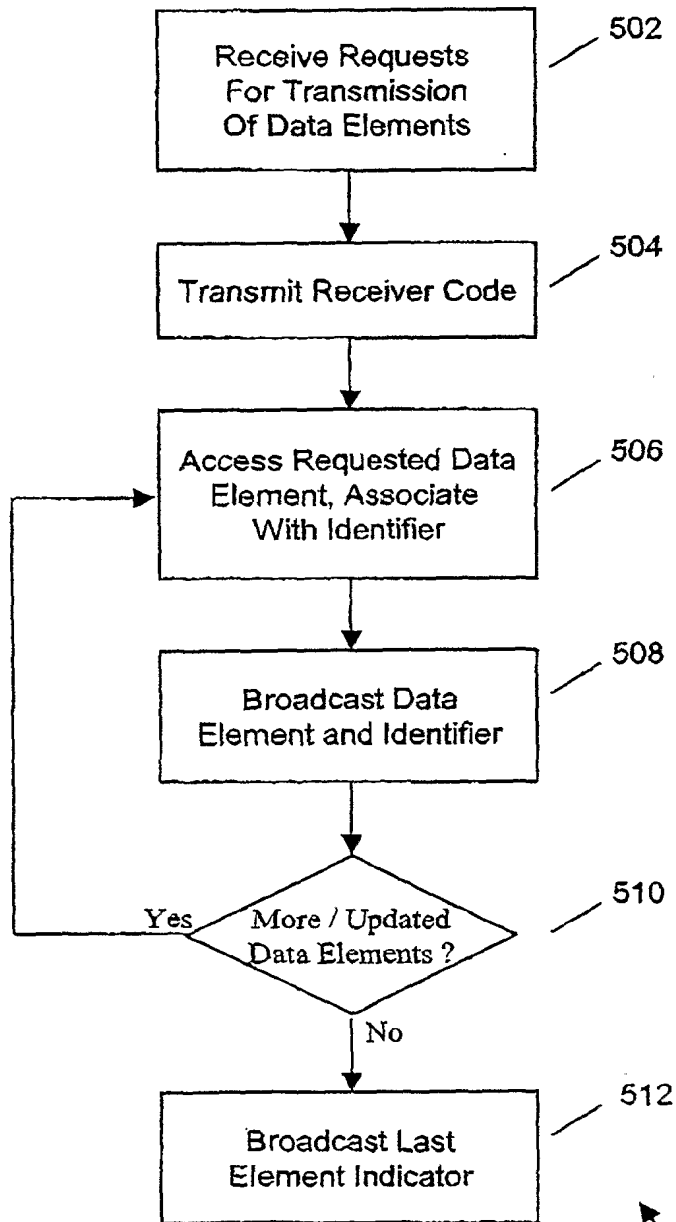 502
Receive Requests
For Transmission
Of Data Elements
504
Transmit Receiver Code
506
Access Requested Data
Element, Associate
With Identifier
508
Broadcast Data
Element and Identifier
510
Yes
More / Updated
Data Elements ?
No
512
Broadcast Last
Element Indicator